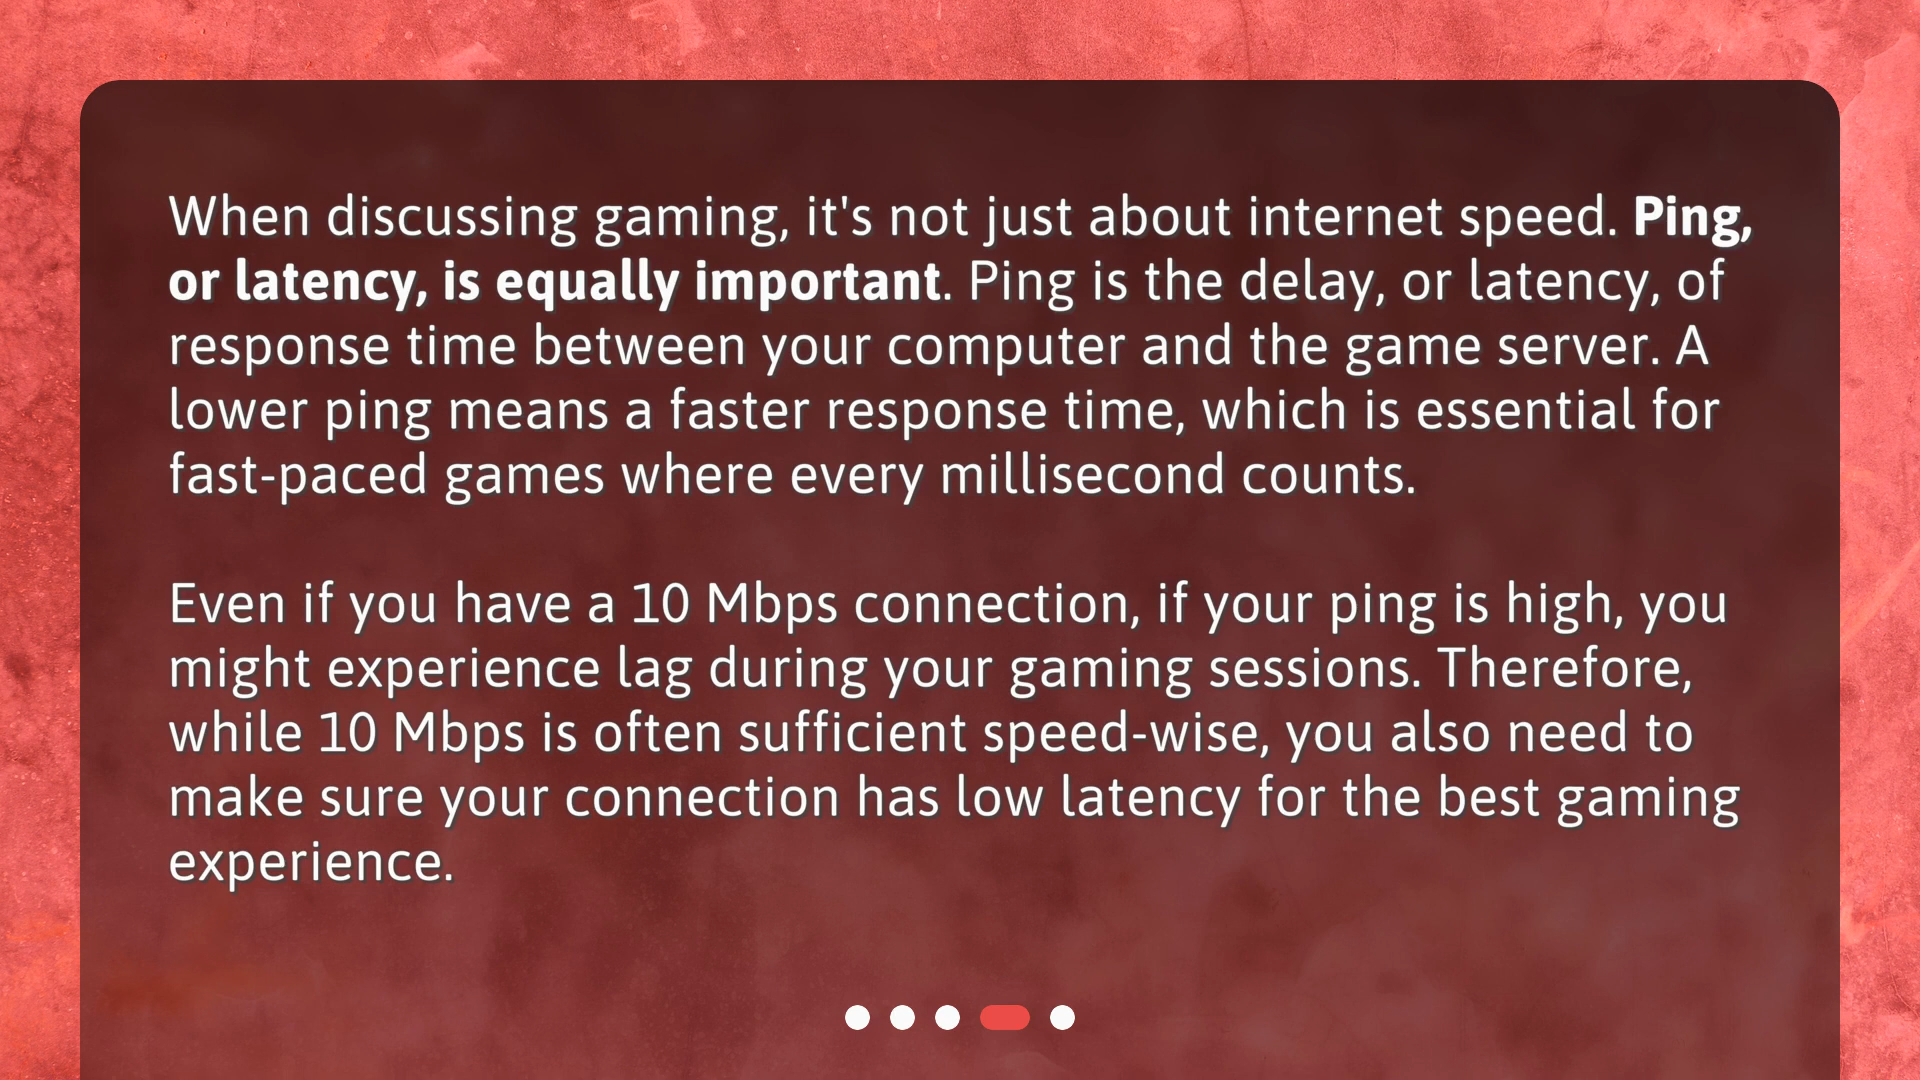 When discussing gaming, it's not just about internet speed. Ping,
or latency, is equally important. Ping is the delay, or latency, of
response time between your computer and the game server. A
lower ping means a faster response time, which is essential for
fast-paced games where every millisecond counts.
Even if you have a 10 Mbps connection, if your ping is high, you
might experience lag during your gaming sessions. Therefore,
while 10 Mbps is often sufficient speed-wise, you also need to
make sure your connection has low latency for the best gaming
experience.